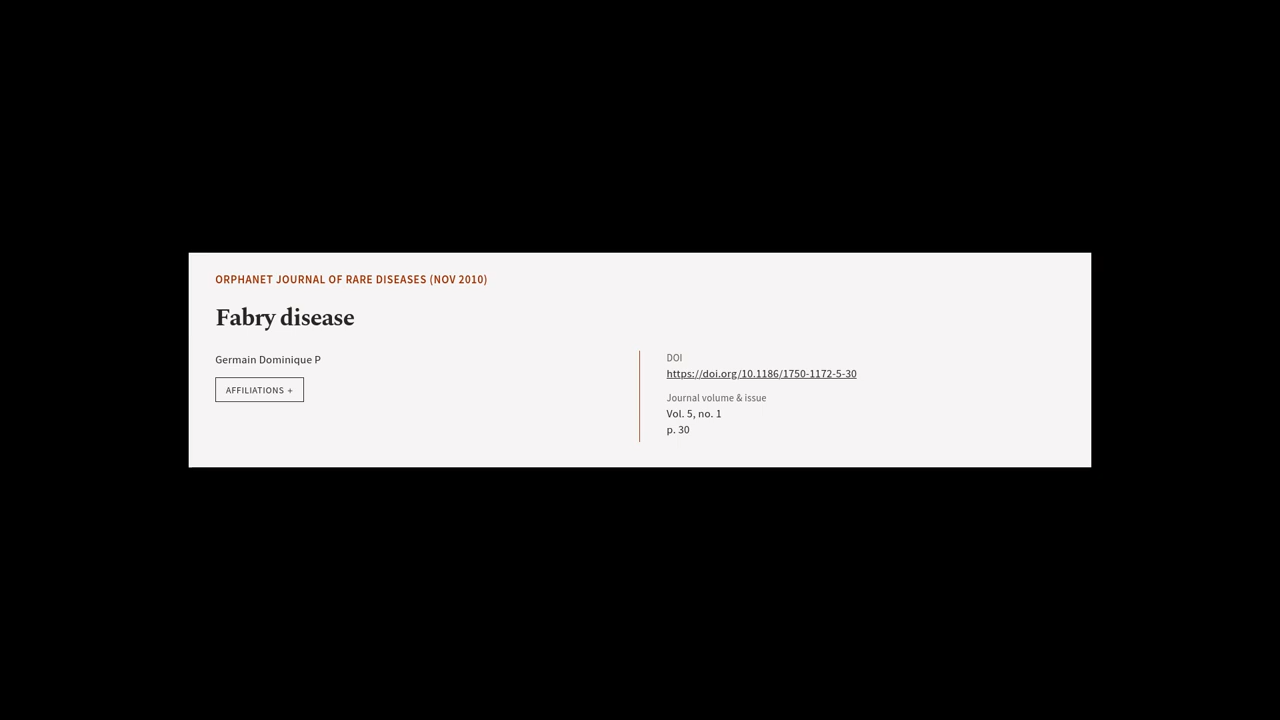 ORPHANET JOURNAL OF RARE DISEASES (NOV 2010)
Fabry disease
Germain Dominique P
AFFILIATIONS +
DOI
https://doi.org/10.1186/1750-1172-5-30
Journal volume & issue
Vol. 5, no. 1
p. 30